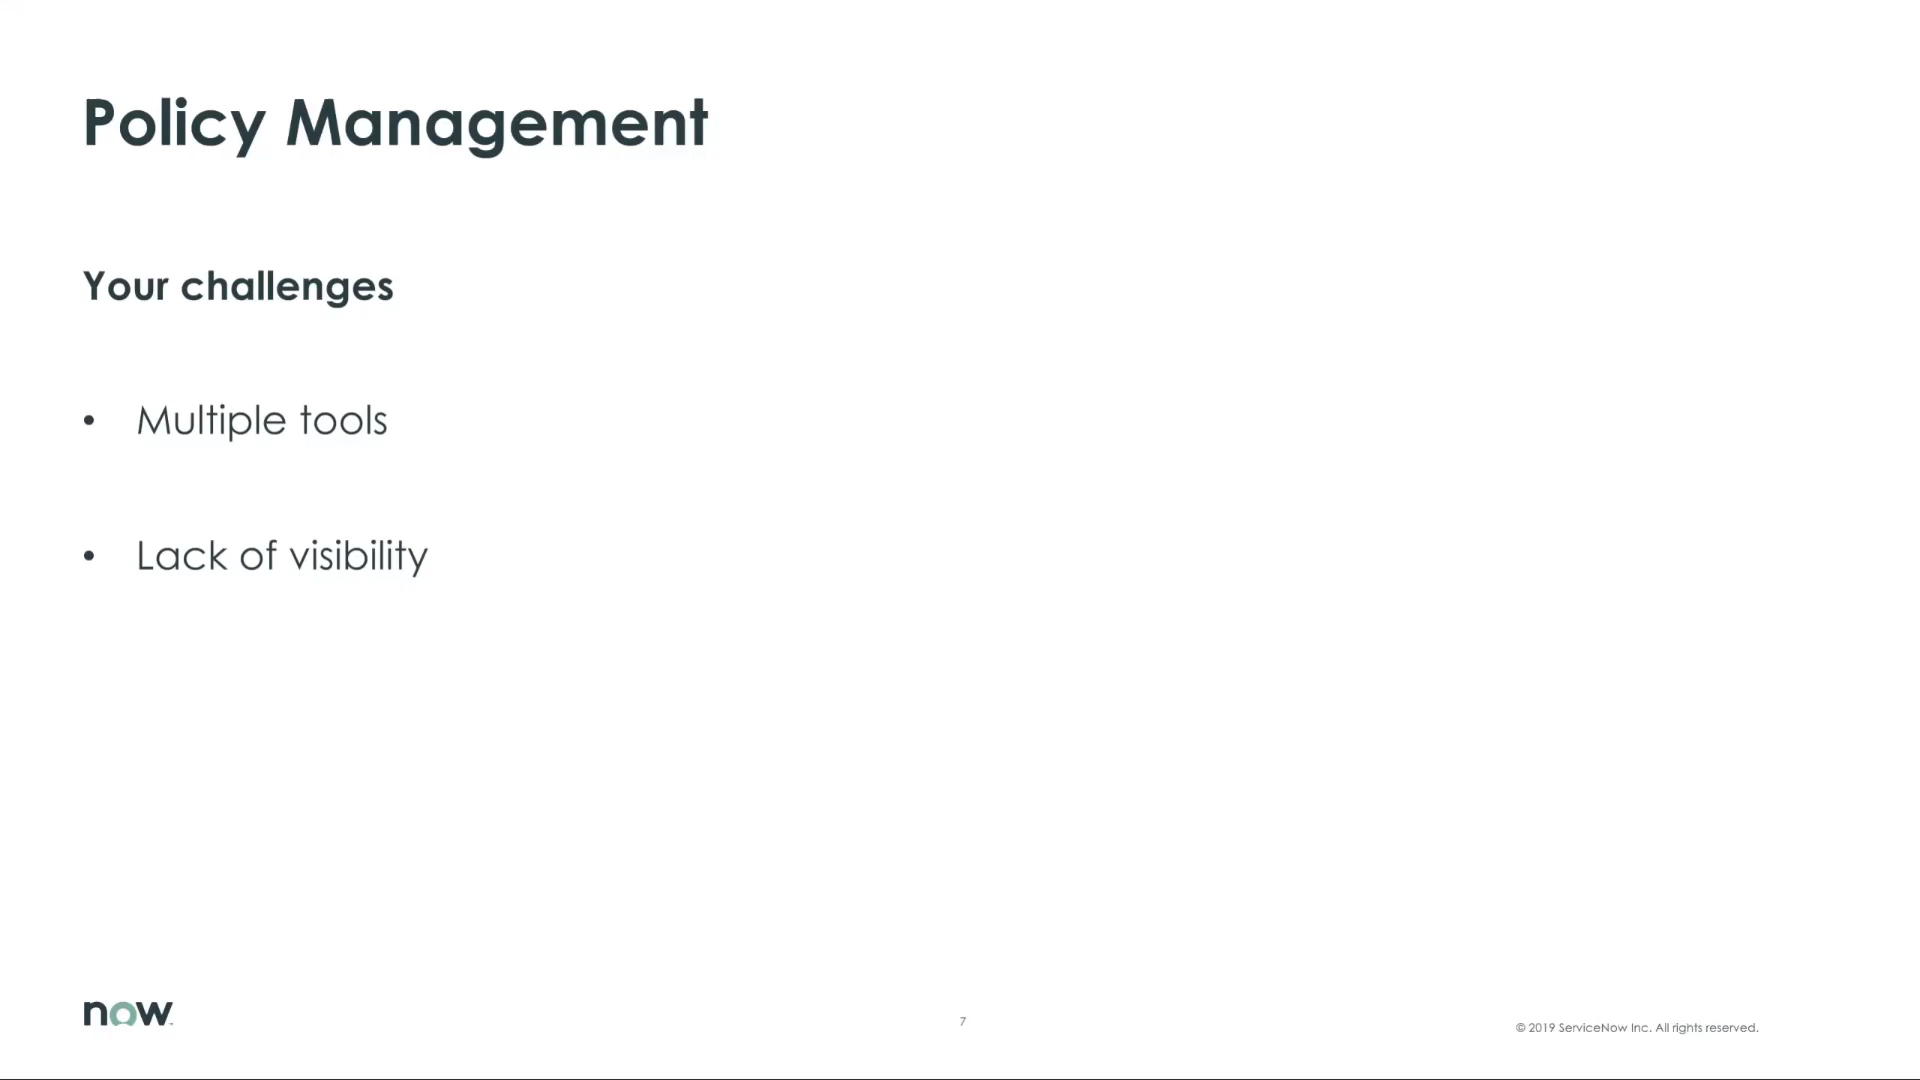 Policy Management
Your challenges
• Multiple tools
• Lack of visibility
now
7
© 2019 ServiceNow Inc. All rights reserved.